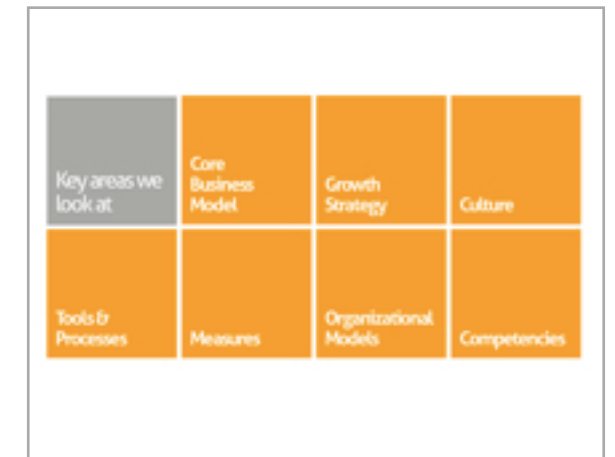 Key areas we
look at
Core
Business
Model
Growth
Strategy
Culture
Tools &
Processes
Measures
Organizational
Models
Competencies